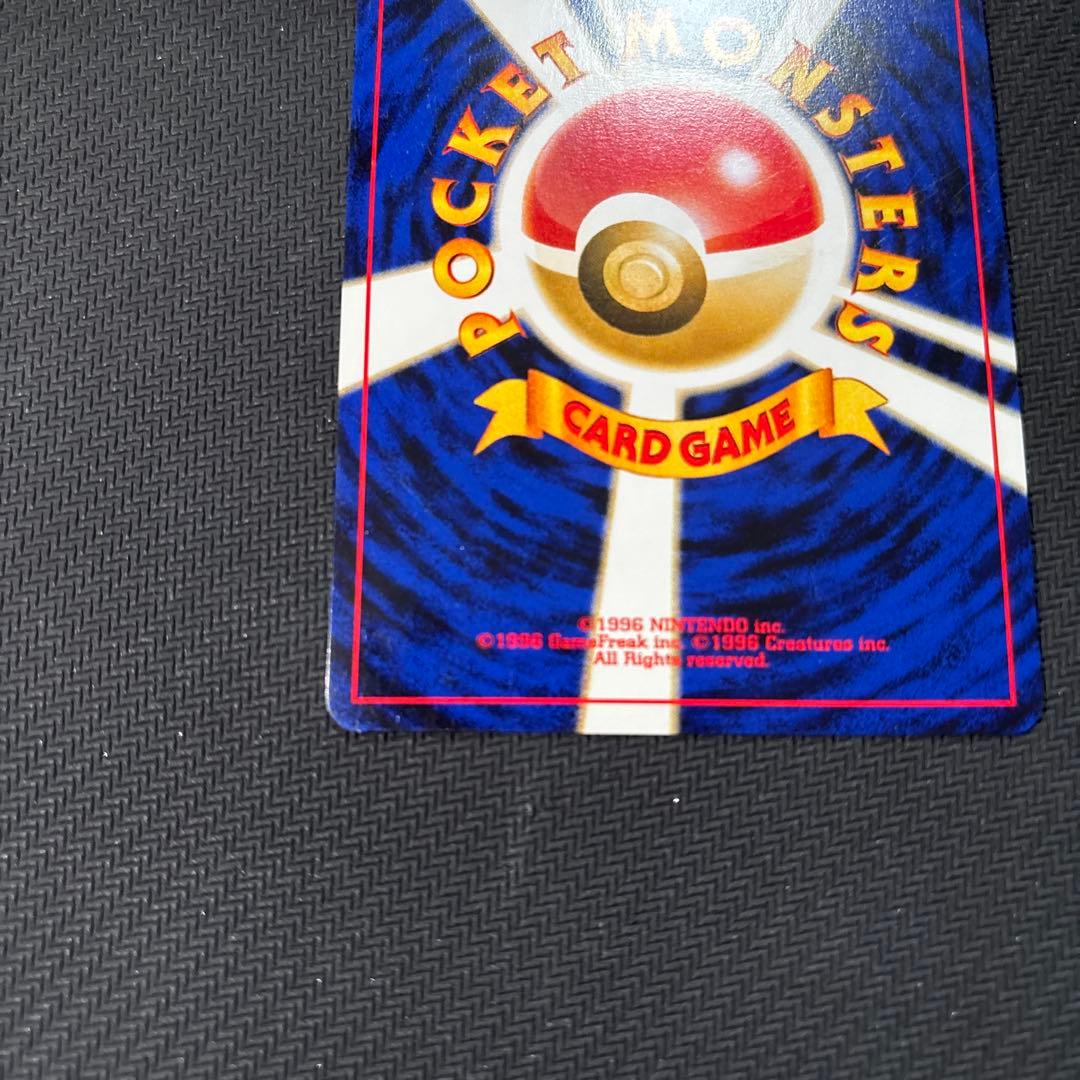 POCKET MONSTERS
CARD GAME
©1996 NINTENDO inc.
©1996 GameFreak inc. ©1996 Creatures inc.
All Rights reserved.